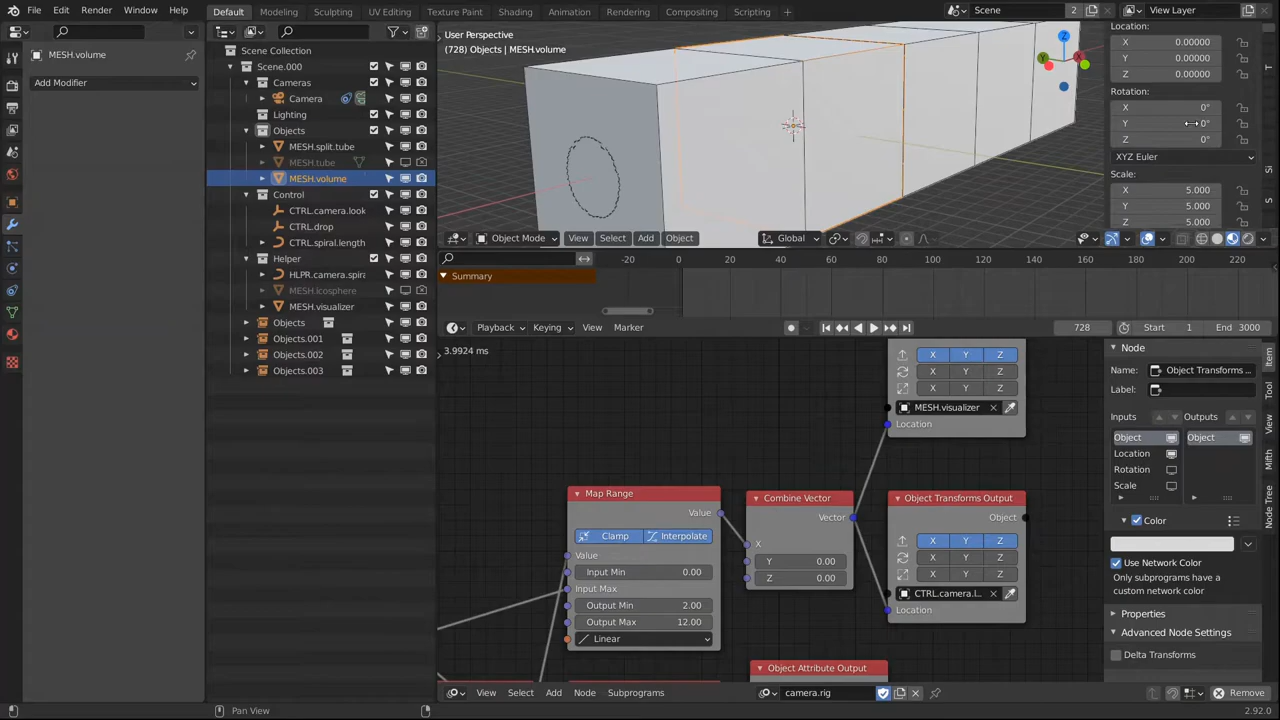 File Edit Render Window Help
Default Modeling Sculpting UV Editing Texture Paint Shading Animation Rendering Compositing Scripting
Scene 2 View Layer
MESH.volume
Add Modifier
Scene Collection
Scene.000
Cameras
Camera
Lighting
Objects
MESH.split.tube
MESH.tube
MESH.volume
Control
CTRL.camera.look
CTRL.drop
CTRL.spiral.length
Helper
HLPR.camera.spira
MESH.icosphere
MESH.visualizer
Objects
Objects.001
Objects.002
Objects.003
User Perspective
(728) Objects | MESH.volume
Object Mode View Select Add Object Global
Location:
X 0.00000
Y 0.00000
Z 0.00000
Rotation:
X 0°
Y 0°
Z 0°
XYZ Euler
Scale:
X 5.000
Y 5.000
Z 5.000
-20 0 20 40 60 80 100 120 140 160 180 200 220
Summary
Playback Keying View Marker 728 Start 1 End 3000
3.9924 ms
X Y Z
X Y Z
X Y Z
MESH.visualizer
Location
Map Range
Value
Clamp Interpolate
Value
Input Min 0.00
Input Max
Output Min 2.00
Output Max 12.00
Linear
Combine Vector
Vector
X
Y 0.00
Z 0.00
Object Transforms Output
Object
X Y Z
X Y Z
X Y Z
CTRL.camera.l...
Location
Object Attribute Output
Node
Name: Object Transforms ...
Label:
Inputs Outputs
Object Object
Location
Rotation
Scale
Color
Use Network Color
Only subprograms have a
custom network color
Properties
Advanced Node Settings
Delta Transforms
Item
Tool
View
Mith
Node Tree
View Select Add Node Subprograms camera.rig Remove
Pan View 2.92.0